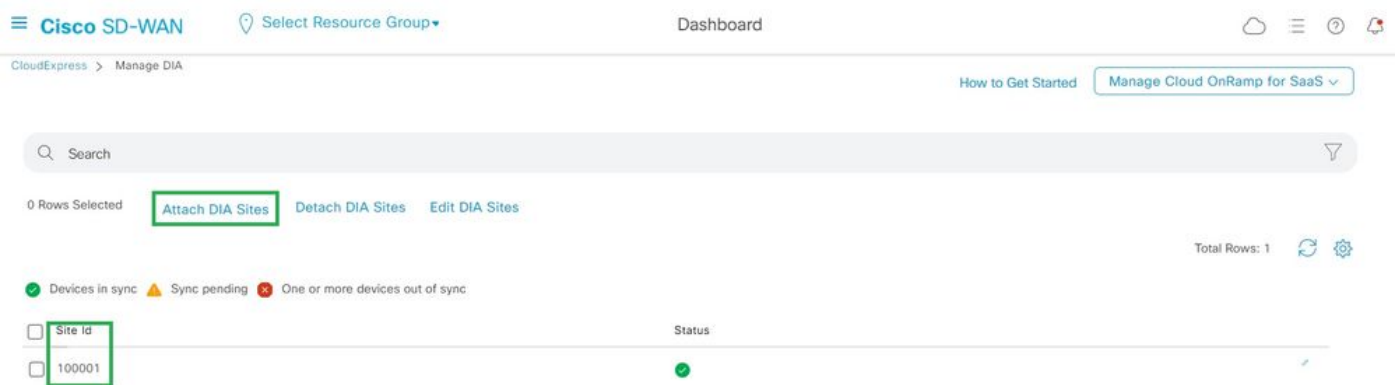 Cisco SD-WAN
Select Resource Group
Dashboard
CloudExpress > Manage DIA
How to Get Started
Manage Cloud OnRamp for SaaS
Search
0 Rows Selected
Attach DIA Sites
Detach DIA Sites
Edit DIA Sites
Total Rows: 1
Devices in sync
Sync pending
One or more devices out of sync
Site Id
Status
100001